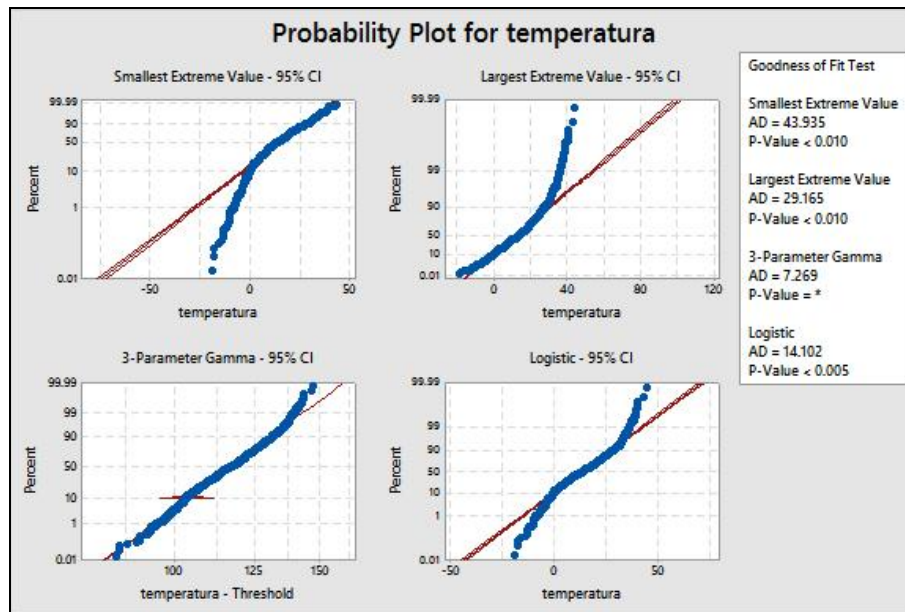 Probability Plot for temperatura
Smallest Extreme Value - 95% CI
99.99
90
50
10
1
0.01
Percent
-50
0
50
temperatura
Largest Extreme Value - 95% CI
99.99
99
90
50
10
0.01
Percent
0
40
80
120
temperatura
3-Parameter Gamma - 95% CI
99.99
99
90
50
10
1
0.01
Percent
100
125
150
temperatura - Threshold
Logistic - 95% CI
99.99
99
90
50
10
1
0.01
Percent
-50
0
50
temperatura
Goodness of Fit Test
Smallest Extreme Value
AD = 43.935
P-Value < 0.010
Largest Extreme Value
AD = 29.165
P-Value < 0.010
3-Parameter Gamma
AD = 7.269
P-Value = *
Logistic
AD = 14.102
P-Value < 0.005